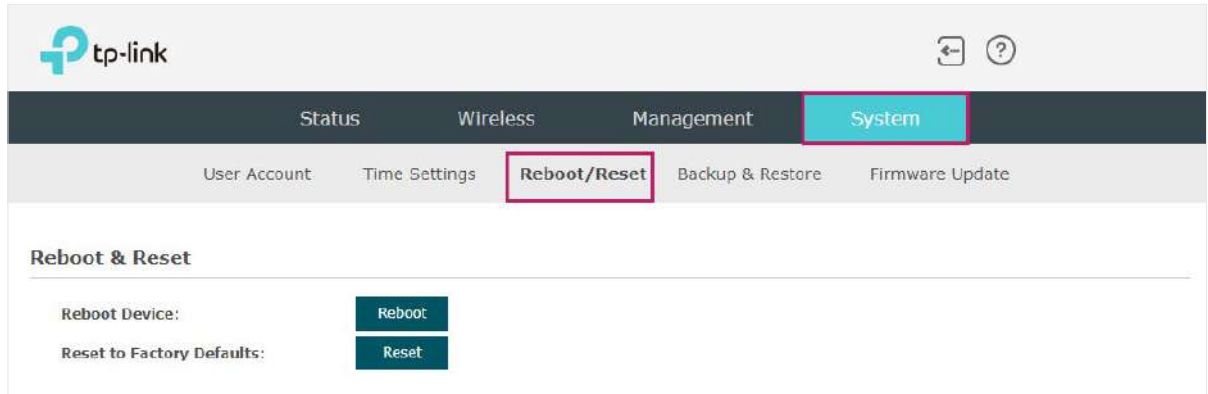 tp-link
Status Wireless Management System
User Account Time Settings Reboot/Reset Backup & Restore Firmware Update
Reboot & Reset
Reboot Device: Reboot
Reset to Factory Defaults: Reset